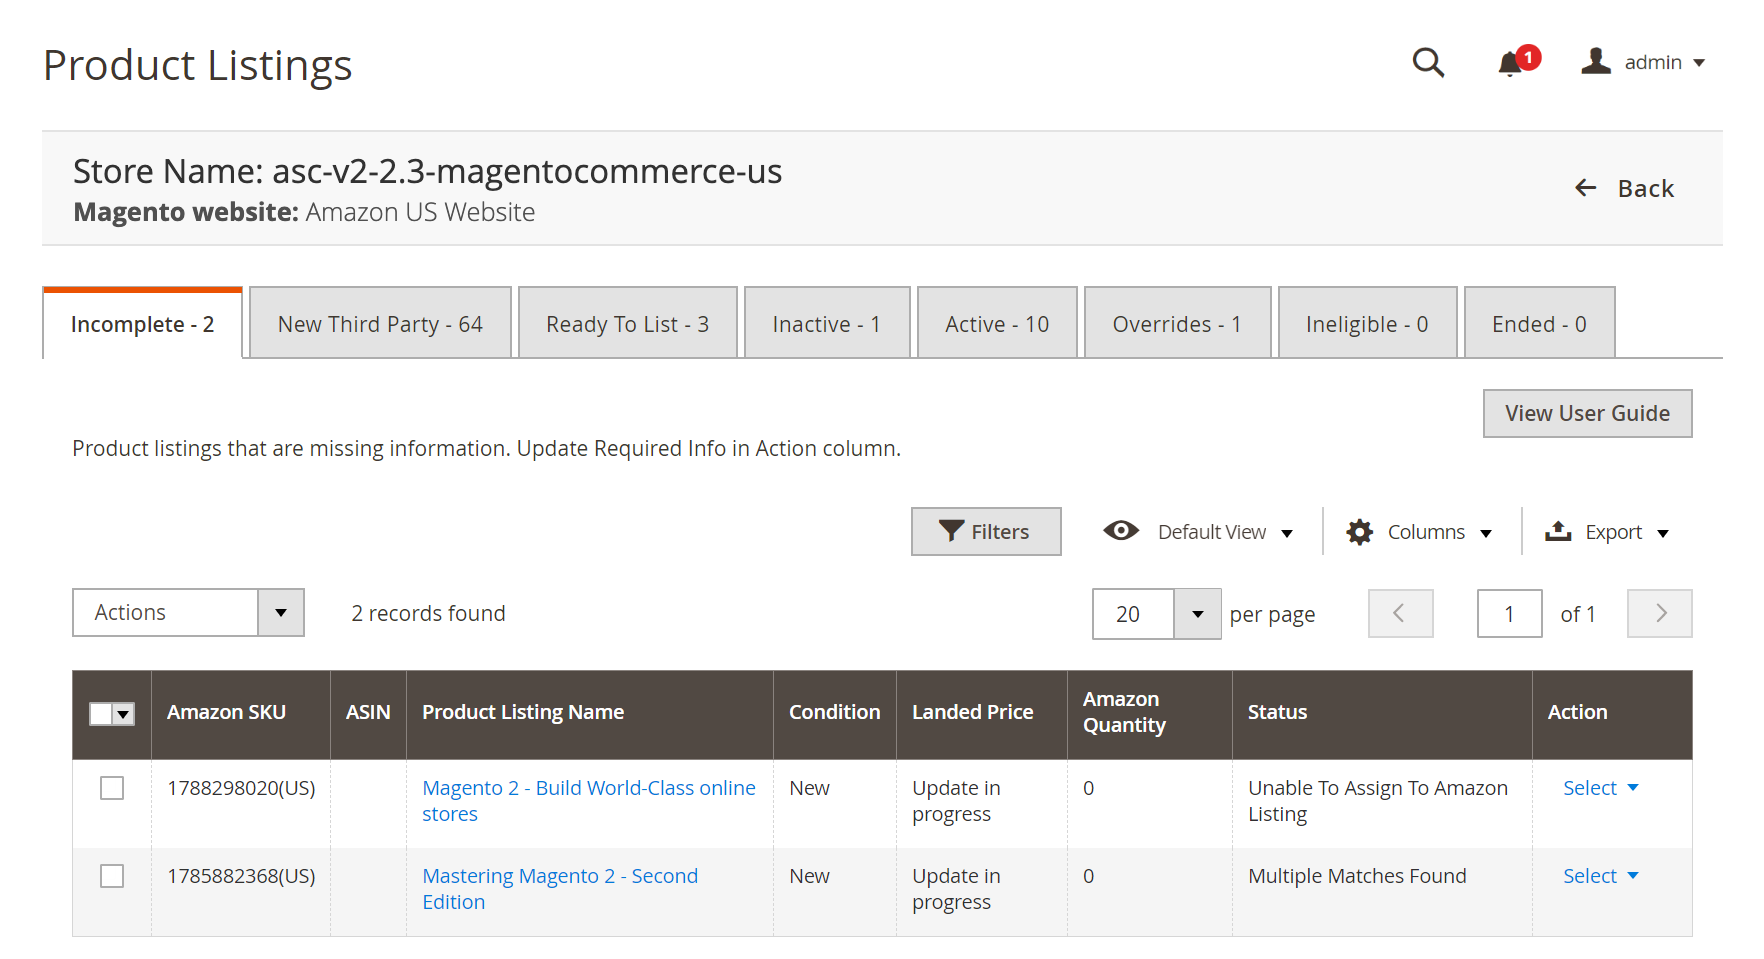 Product Listings
1
admin
Store Name: asc-v2-2.3-magentocommerce-us
Magento website: Amazon US Website
Back
Incomplete - 2
New Third Party - 64
Ready To List - 3
Inactive - 1
Active - 10
Overrides - 1
Ineligible - 0
Ended - 0
View User Guide
Product listings that are missing information. Update Required Info in Action column.
Filters
Default View
Columns
Export
Actions
2 records found
20
per page
1
of 1
Amazon SKU
ASIN
Product Listing Name
Condition
Landed Price
Amazon
Quantity
Status
Action
1788298020(US)
Magento 2 - Build World-Class online
stores
New
Update in
progress
0
Unable To Assign To Amazon
Listing
Select
1785882368(US)
Mastering Magento 2 - Second
Edition
New
Update in
progress
0
Multiple Matches Found
Select